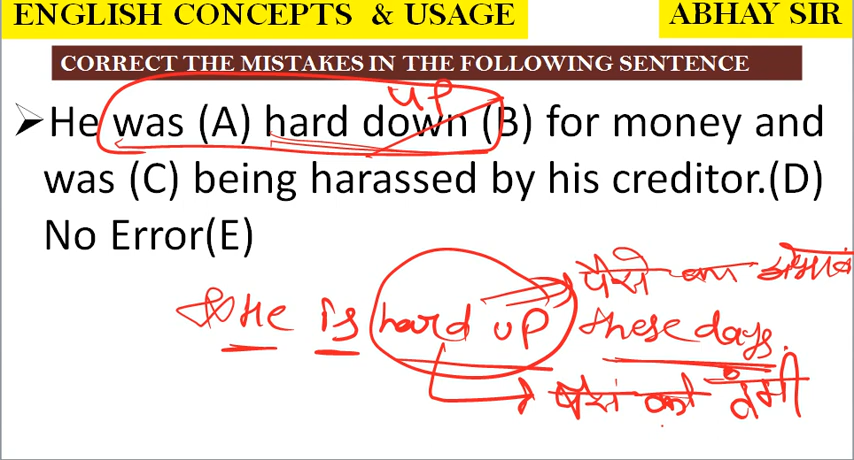 ENGLISH CONCEPTS & USAGE
ABHAY SIR
CORRECT THE MISTAKES IN THE FOLLOWING SENTENCE
up
➤He was (A) hard down (B) for money and
was (C) being harassed by his creditor.(D)
No Error(E)
पैसे का अभाव
He is hard up these days.
पैसों की तंगी